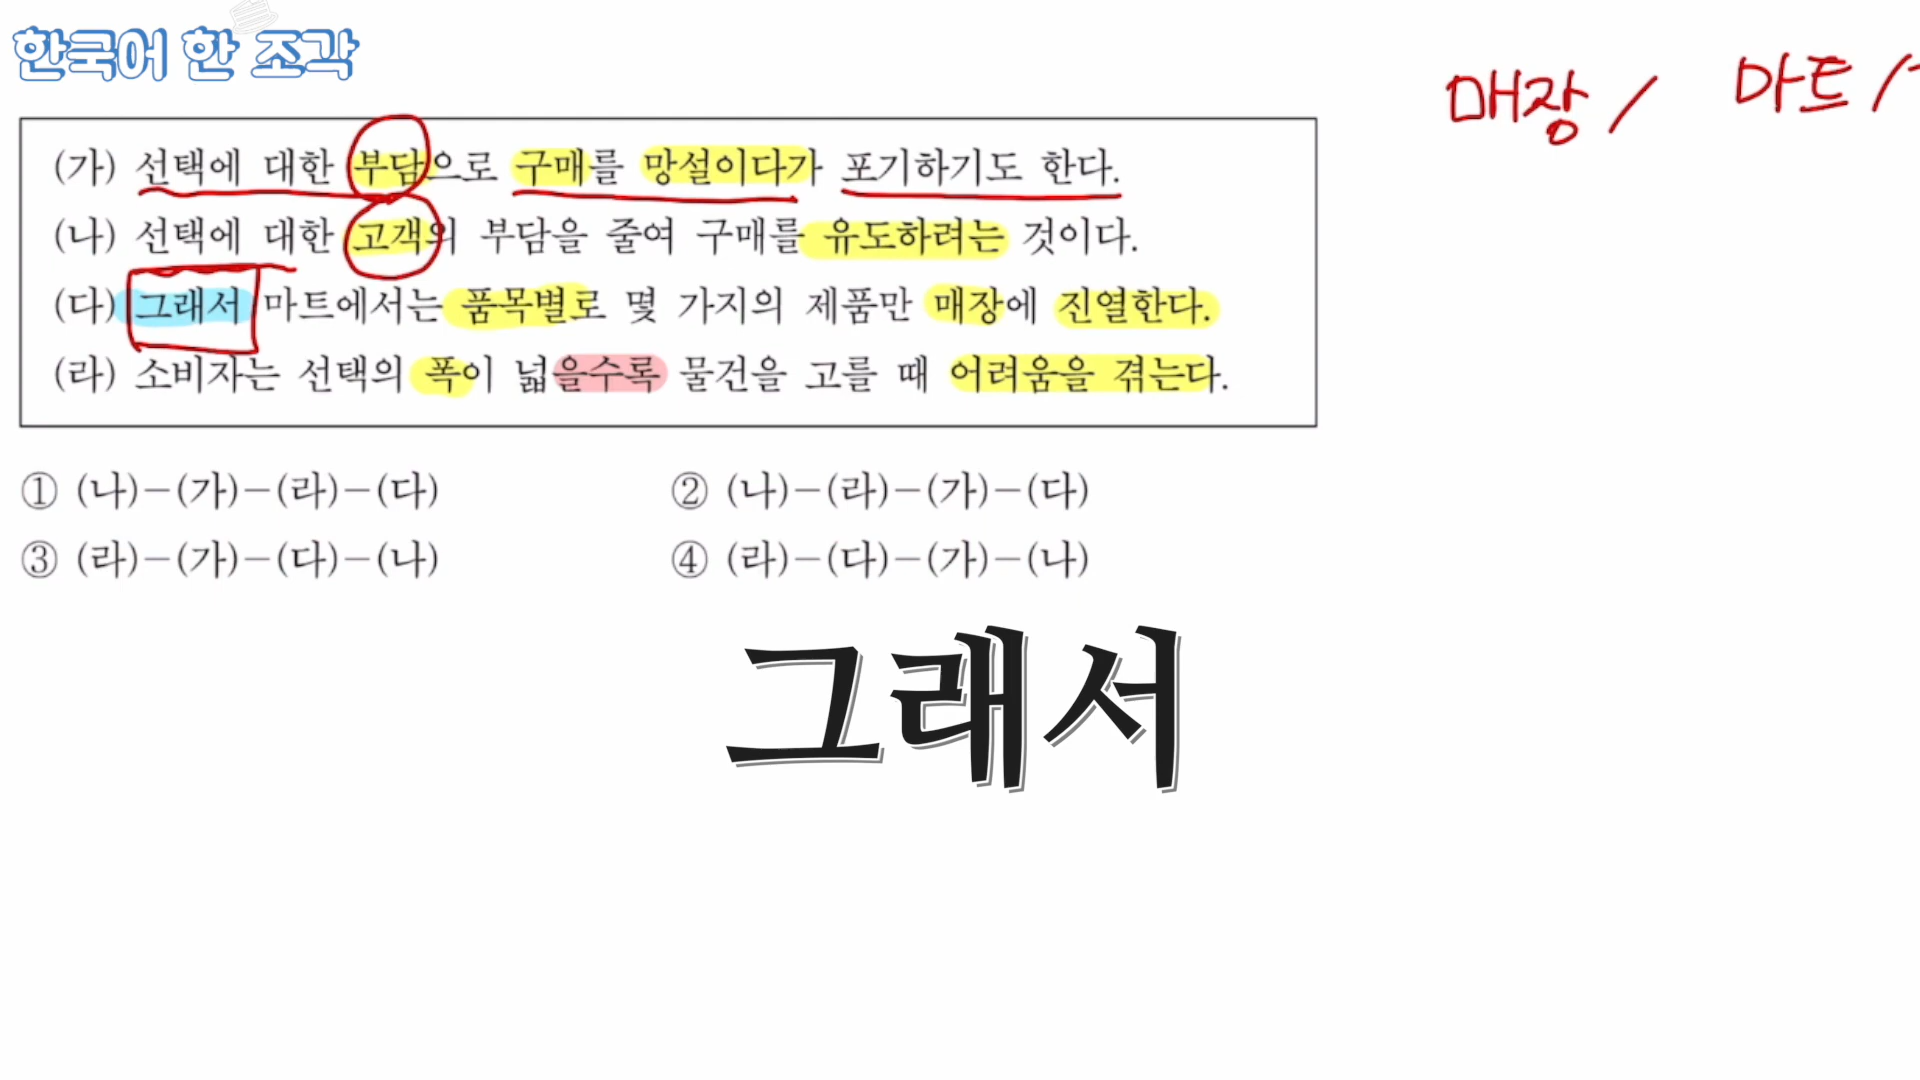 한국어 한 조각
매장 / 마트 /
(가) 선택에 대한 부담으로 구매를 망설이다가 포기하기도 한다.
(나) 선택에 대한 고객의 부담을 줄여 구매를 유도하려는 것이다.
(다) 그래서 마트에서는 품목별로 몇 가지의 제품만 매장에 진열한다.
(라) 소비자는 선택의 폭이 넓을수록 물건을 고를 때 어려움을 겪는다.
① (나)-(가)-(라)-(다) ② (나)-(라)-(가)-(다)
③ (라)-(가)-(다)-(나) ④ (라)-(다)-(가)-(나)
그래서